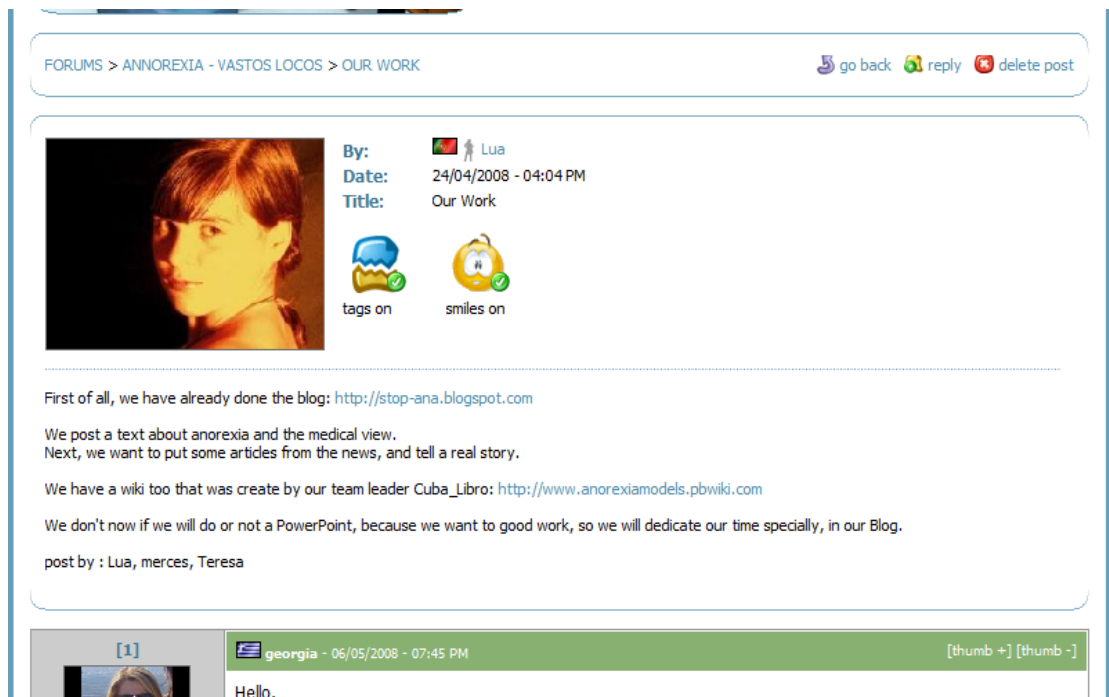 FORUMS > ANNOREXIA - VASTOS LOCOS > OUR WORK
go back reply delete post
By: Lua
Date: 24/04/2008 - 04:04 PM
Title: Our Work
tags on smiles on
First of all, we have already done the blog: http://stop-ana.blogspot.com
We post a text about anorexia and the medical view.
Next, we want to put some articles from the news, and tell a real story.
We have a wiki too that was create by our team leader Cuba_Libro: http://www.anorexiamodels.pbwiki.com
We don't now if we will do or not a PowerPoint, because we want to good work, so we will dedicate our time specially, in our Blog.
post by : Lua, merces, Teresa
[1]
georgia - 06/05/2008 - 07:45 PM [thumb +] [thumb -]
Hello,